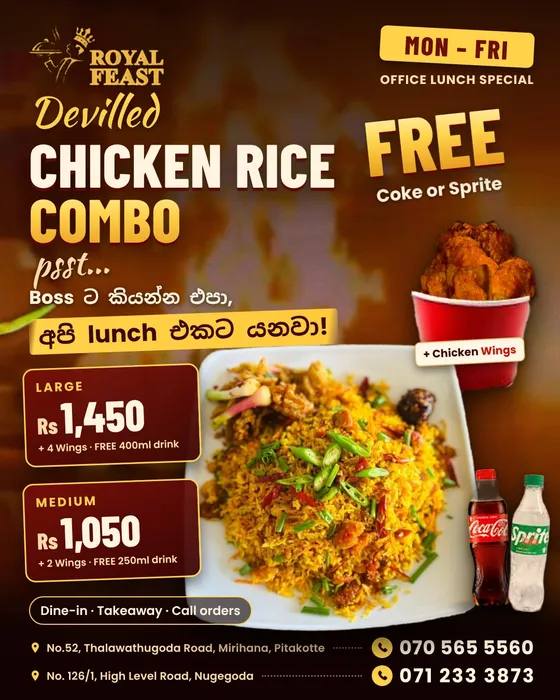 ROYAL
FEAST
MON – FRI
OFFICE LUNCH SPECIAL
Devilled
CHICKEN RICE
COMBO
FREE
Coke or Sprite
psst...
Boss ට කියන්න එපා,
අපි lunch එකට යනවා!
+ Chicken Wings
LARGE
Rs 1,450
+ 4 Wings · FREE 400ml drink
MEDIUM
Rs 1,050
+ 2 Wings · FREE 250ml drink
Coca-Cola
Sprite
Dine-in · Takeaway · Call orders
No.52, Thalawathugoda Road, Mirihana, Pitakotte
070 565 5560
No. 126/1, High Level Road, Nugegoda
071 233 3873